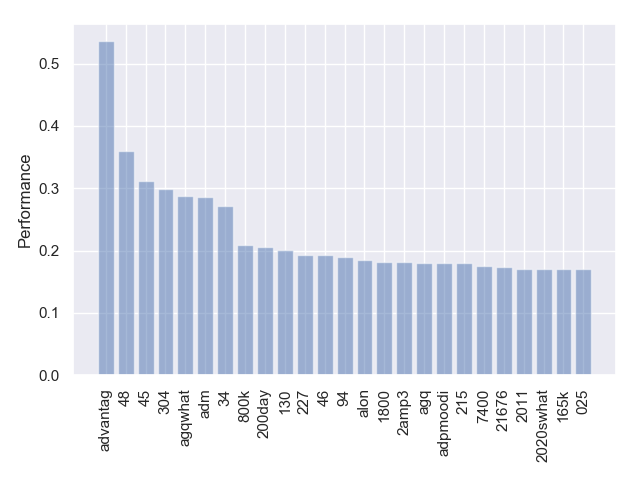 0.5
0.4
0.3
0.2
0.1
0.0
Performance
advantag
48
45
304
agqwhat
adm
34
800k
200day
130
227
46
94
alon
1800
2amp3
agq
adpmoodi
215
7400
21676
2011
2020swhat
165k
025